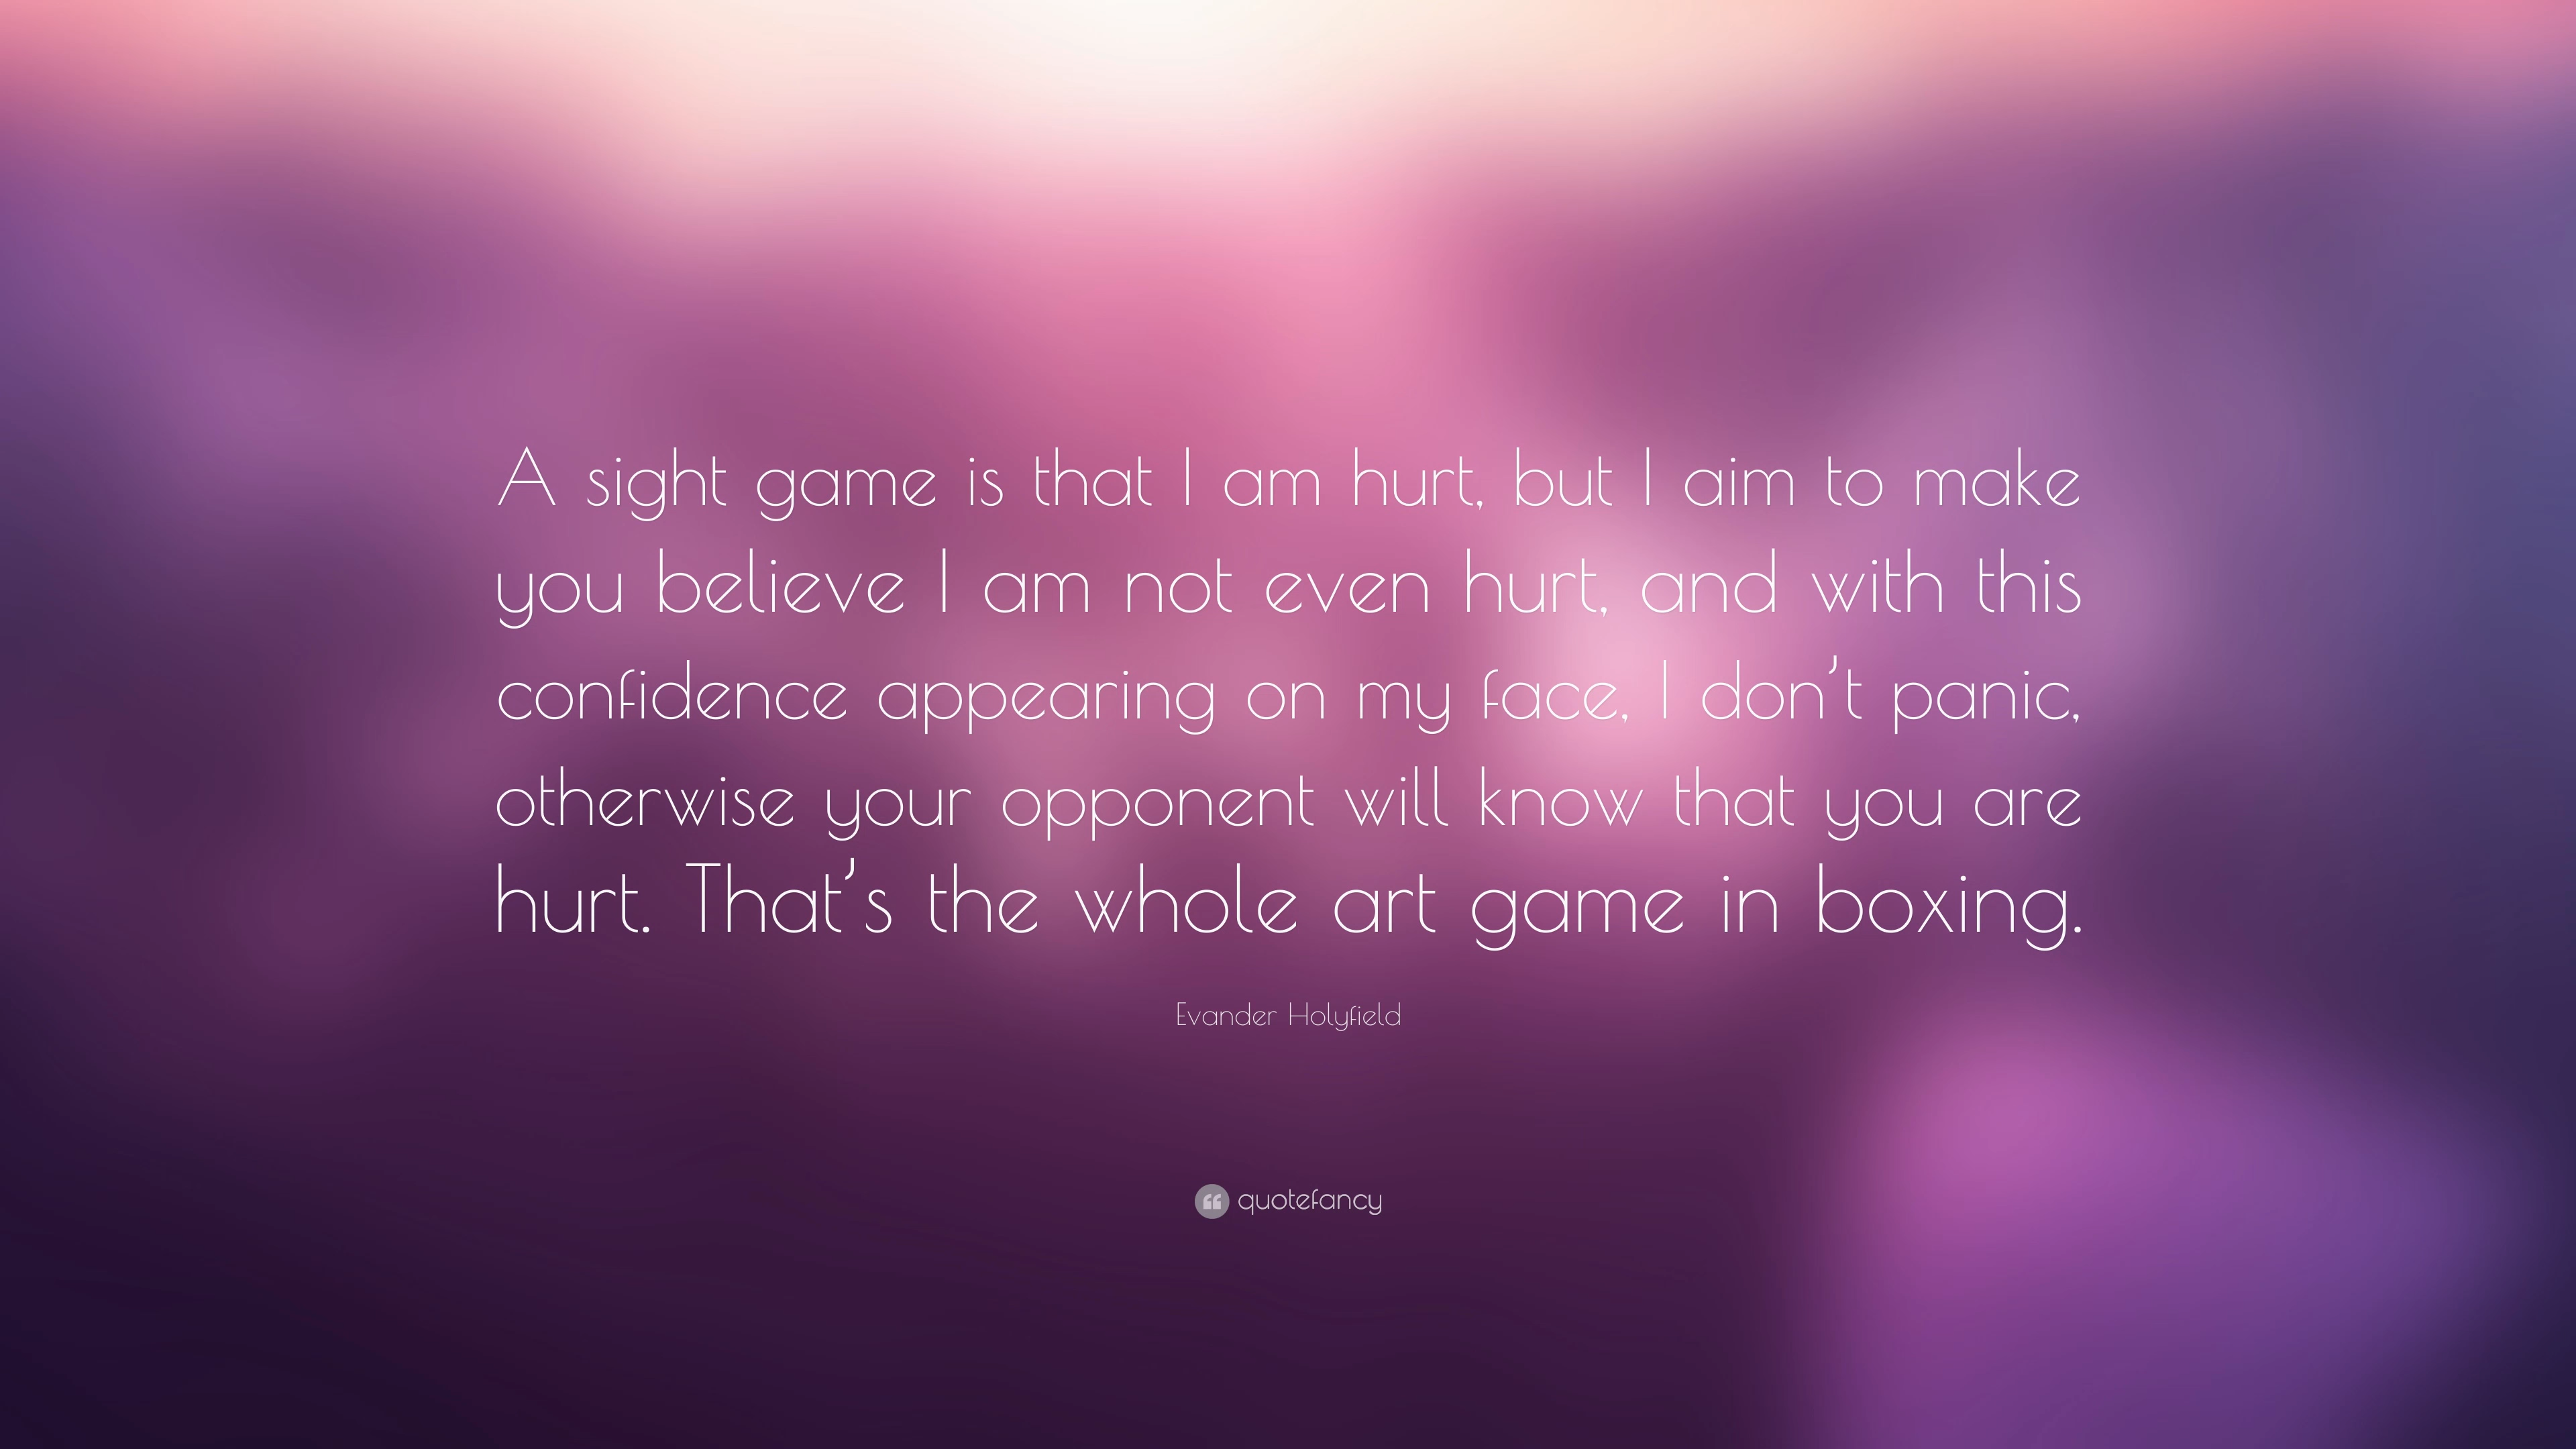 A sight game is that I am hurt, but I aim to make
you believe I am not even hurt, and with this
confidence appearing on my face, I don’t panic,
otherwise your opponent will know that you are
hurt. That’s the whole art game in boxing.
Evander Holyfield
quotefancy